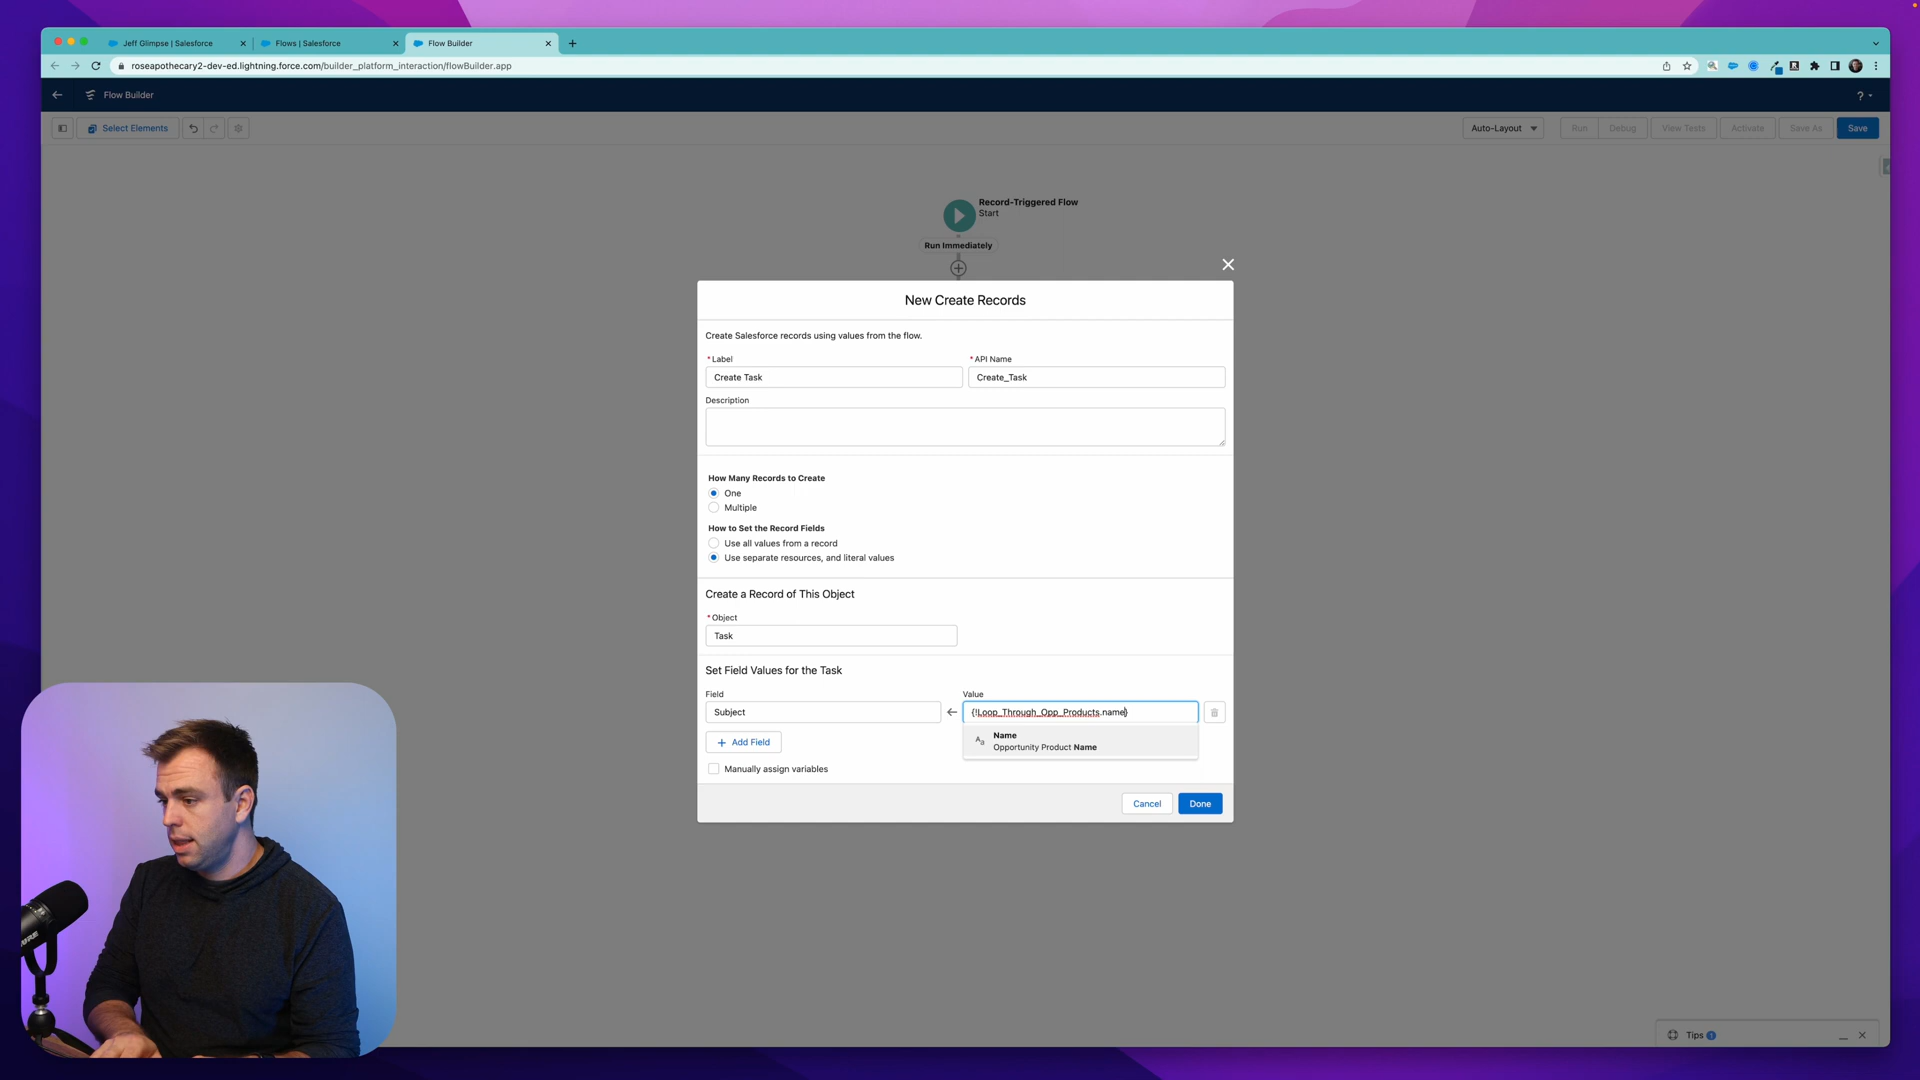 Jeff Glimpse | Salesforce
Flows | Salesforce
Flow Builder
roseapothecary2-dev-ed.lightning.force.com/builder_platform_interaction/flowBuilder.app
Flow Builder
?
Select Elements
Auto-Layout
Run
Debug
View Tests
Activate
Save As
Save
Record-Triggered Flow
Start
Run Immediately
New Create Records
Create Salesforce records using values from the flow.
* Label
* API Name
Create Task
Create_Task
Description
How Many Records to Create
One
Multiple
How to Set the Record Fields
Use all values from a record
Use separate resources, and literal values
Create a Record of This Object
* Object
Task
Set Field Values for the Task
Field
Value
Subject
{!Loop_Through_Opp_Products.name}
Aa
Name
Opportunity Product Name
+ Add Field
Manually assign variables
Cancel
Done
Tips 1